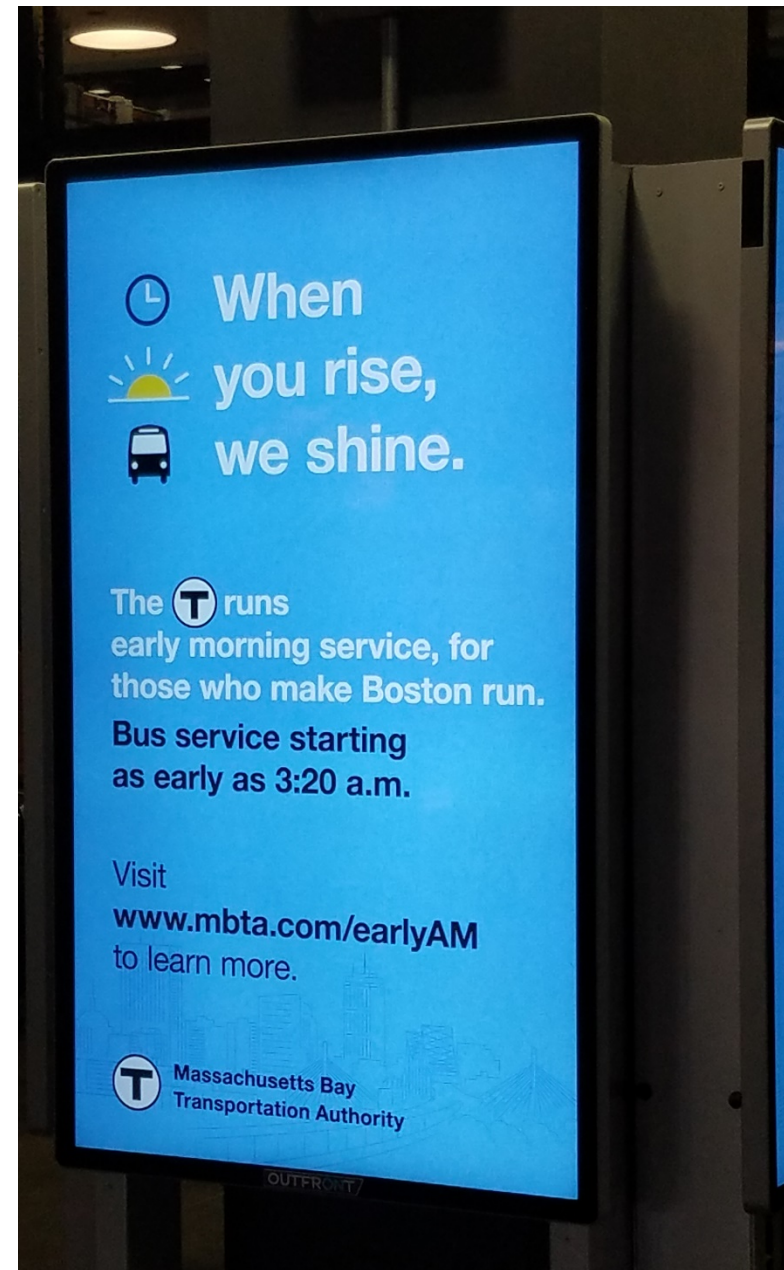 When
you rise,
we shine.
The T runs
early morning service, for
those who make Boston run.
Bus service starting
as early as 3:20 a.m.
Visit
www.mbta.com/earlyAM
to learn more.
T Massachusetts Bay
Transportation Authority
OUTFRONT/